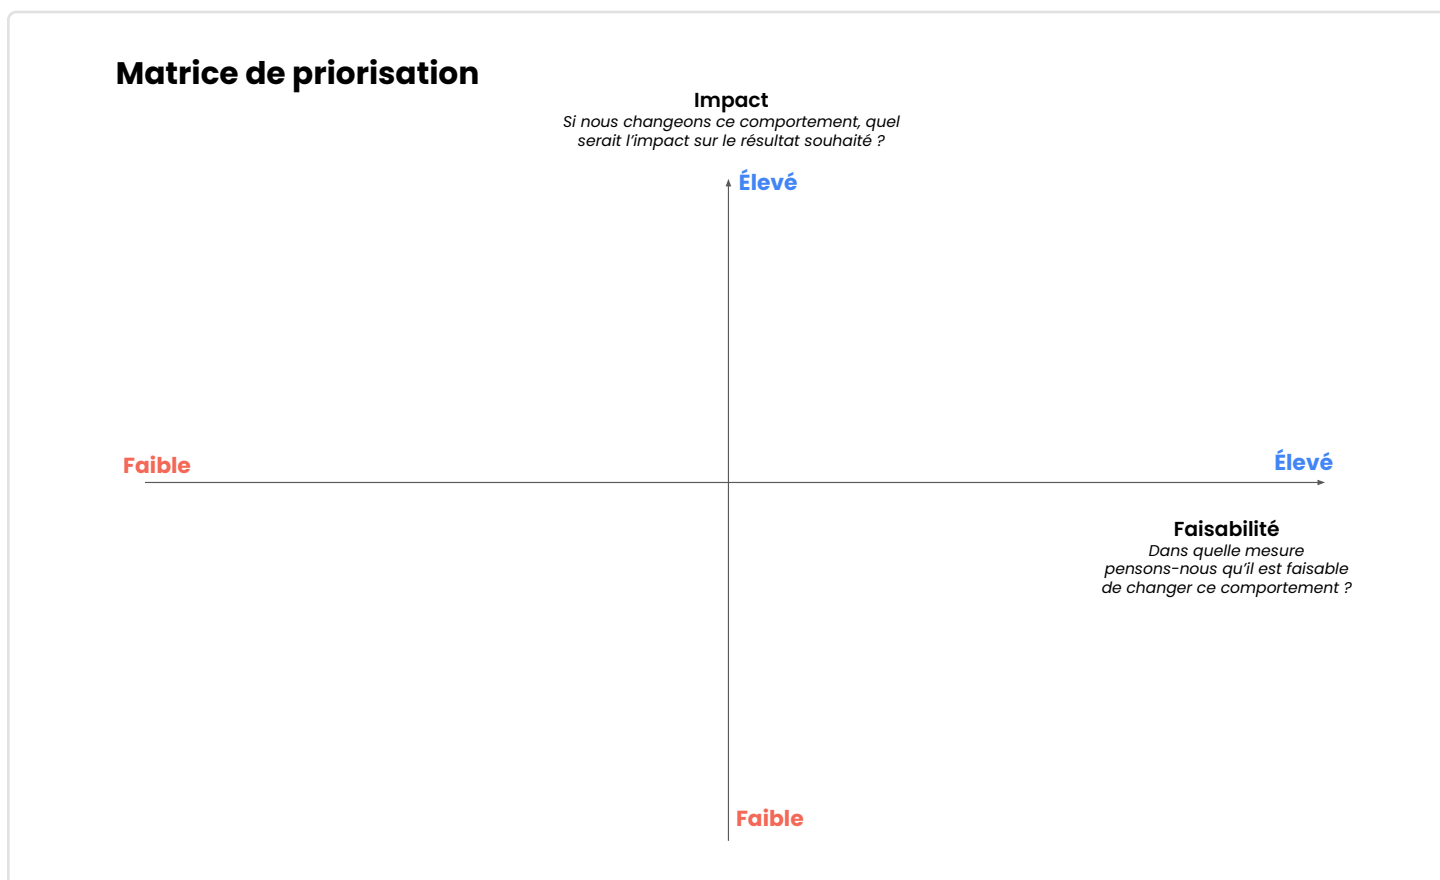 Matrice de priorisation
Impact
Si nous changeons ce comportement, quel
serait l’impact sur le résultat souhaité ?
Élevé
Faible
Élevé
Faisabilité
Dans quelle mesure
pensons-nous qu’il est faisable
de changer ce comportement ?
Faible